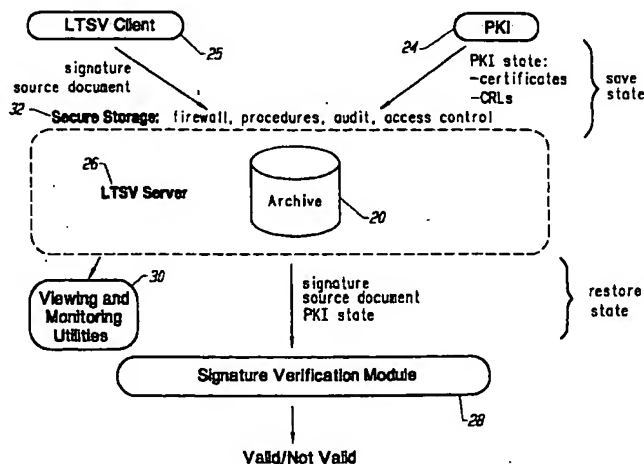 LTSV Client
PKI
25
24
signature
source document
PKI state:
-certificates
-CRLs
save
state
32
Secure Storage: firewall, procedures, audit, access control
26
LTSV Server
Archive
20
30
Viewing and
Monitoring
Utilities
signature
source document
PKI state
restore
state
Signature Verification Module
28
Valid/Not Valid